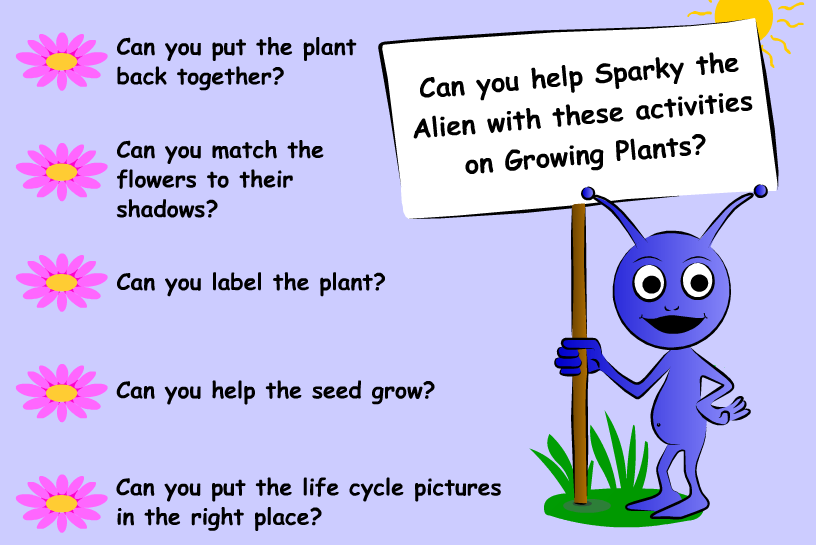 Can you help Sparky the
Alien with these activities
on Growing Plants?
Can you put the plant
back together?
Can you match the
flowers to their
shadows?
Can you label the plant?
Can you help the seed grow?
Can you put the life cycle pictures
in the right place?